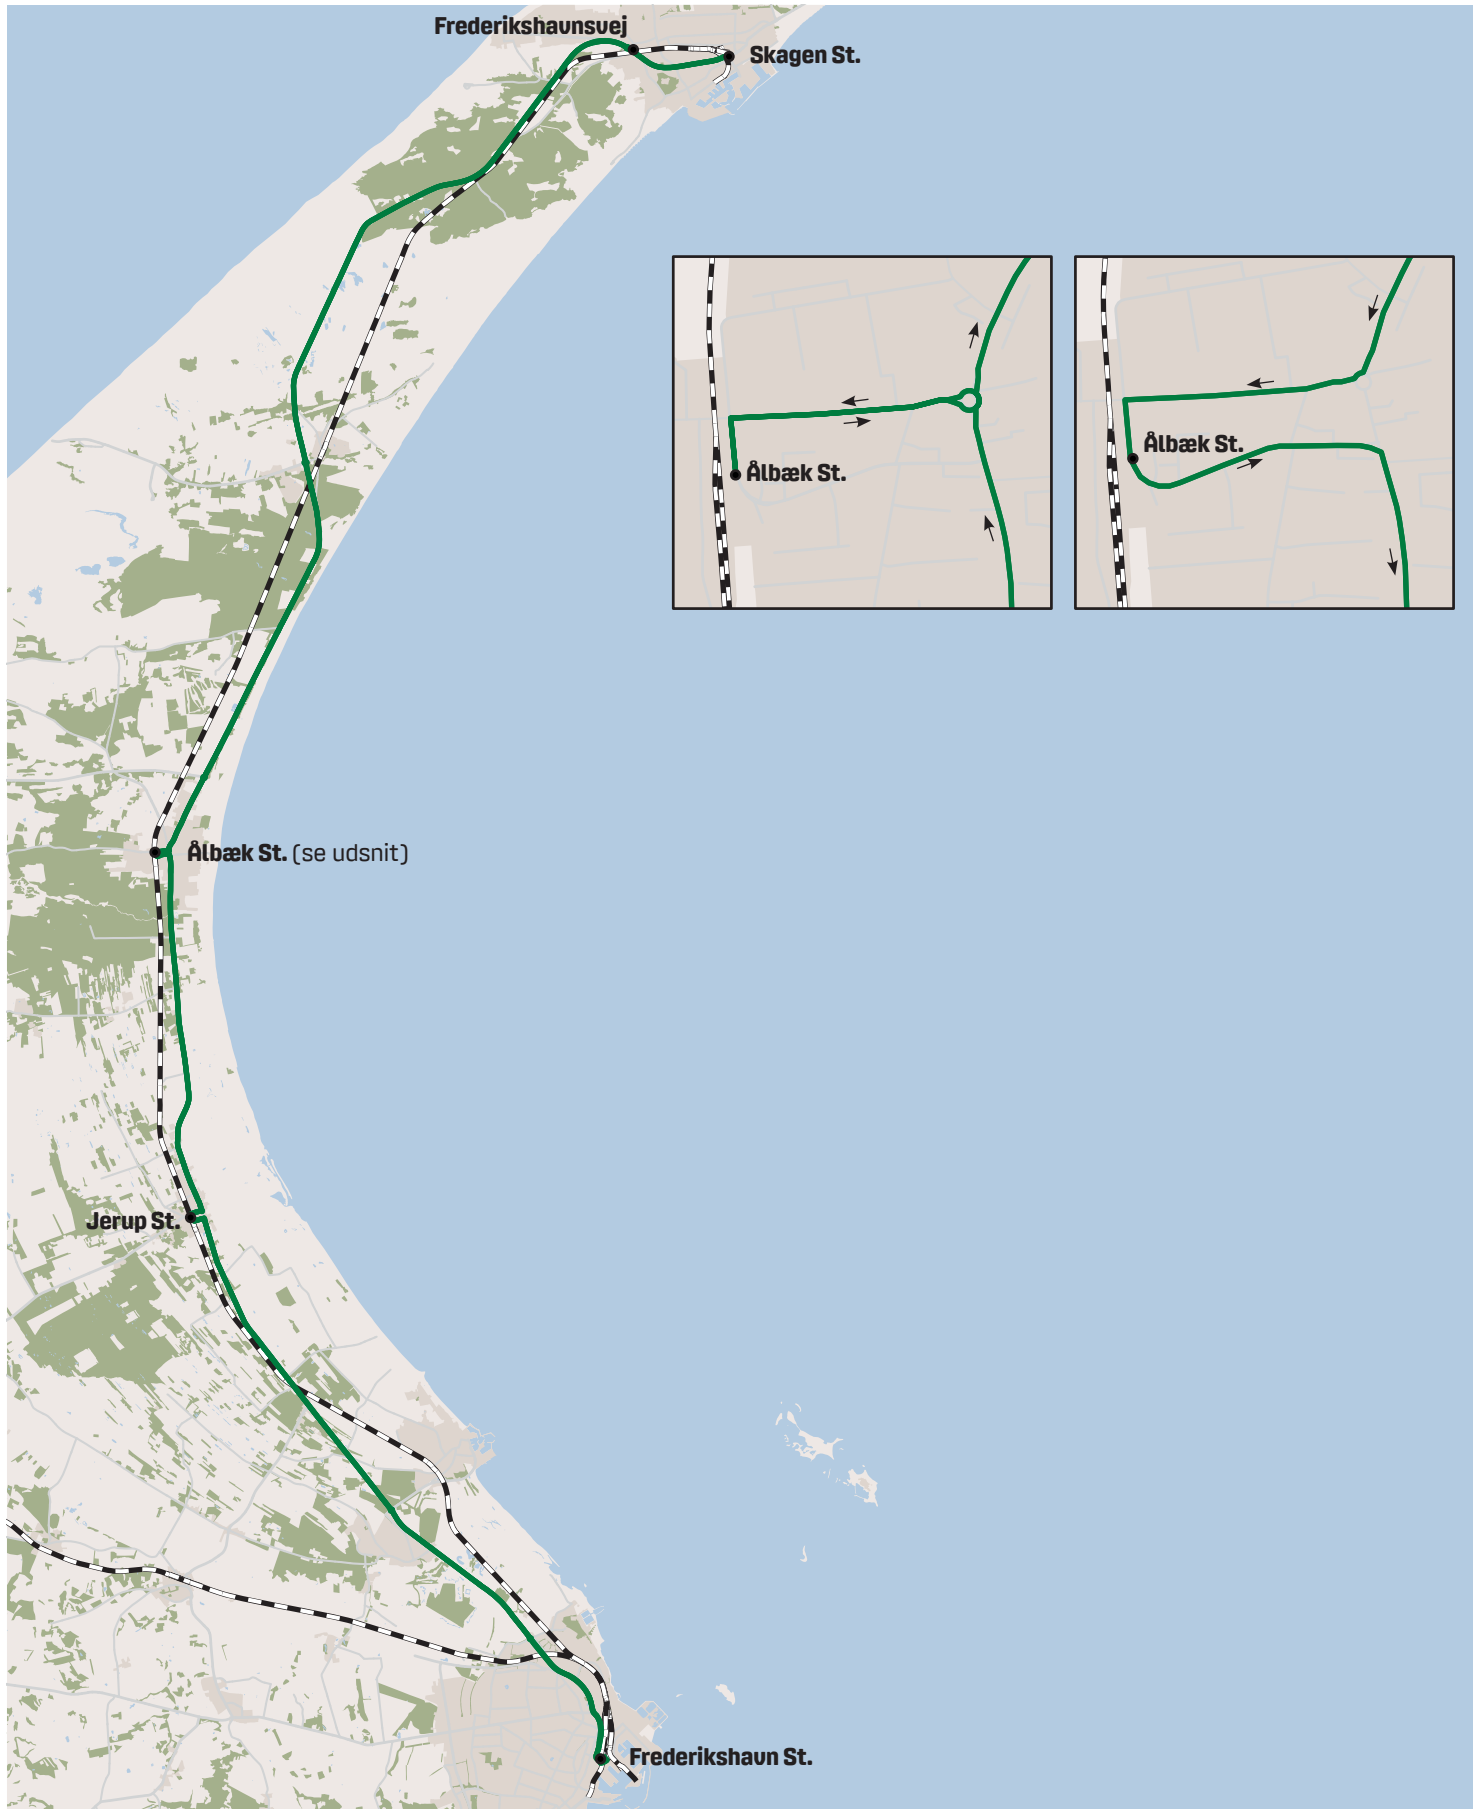 Frederikshavnsvej
Skagen St.
Ålbæk St.
Ålbæk St.
Ålbæk St. (se udsnit)
Jerup St.
Frederikshavn St.